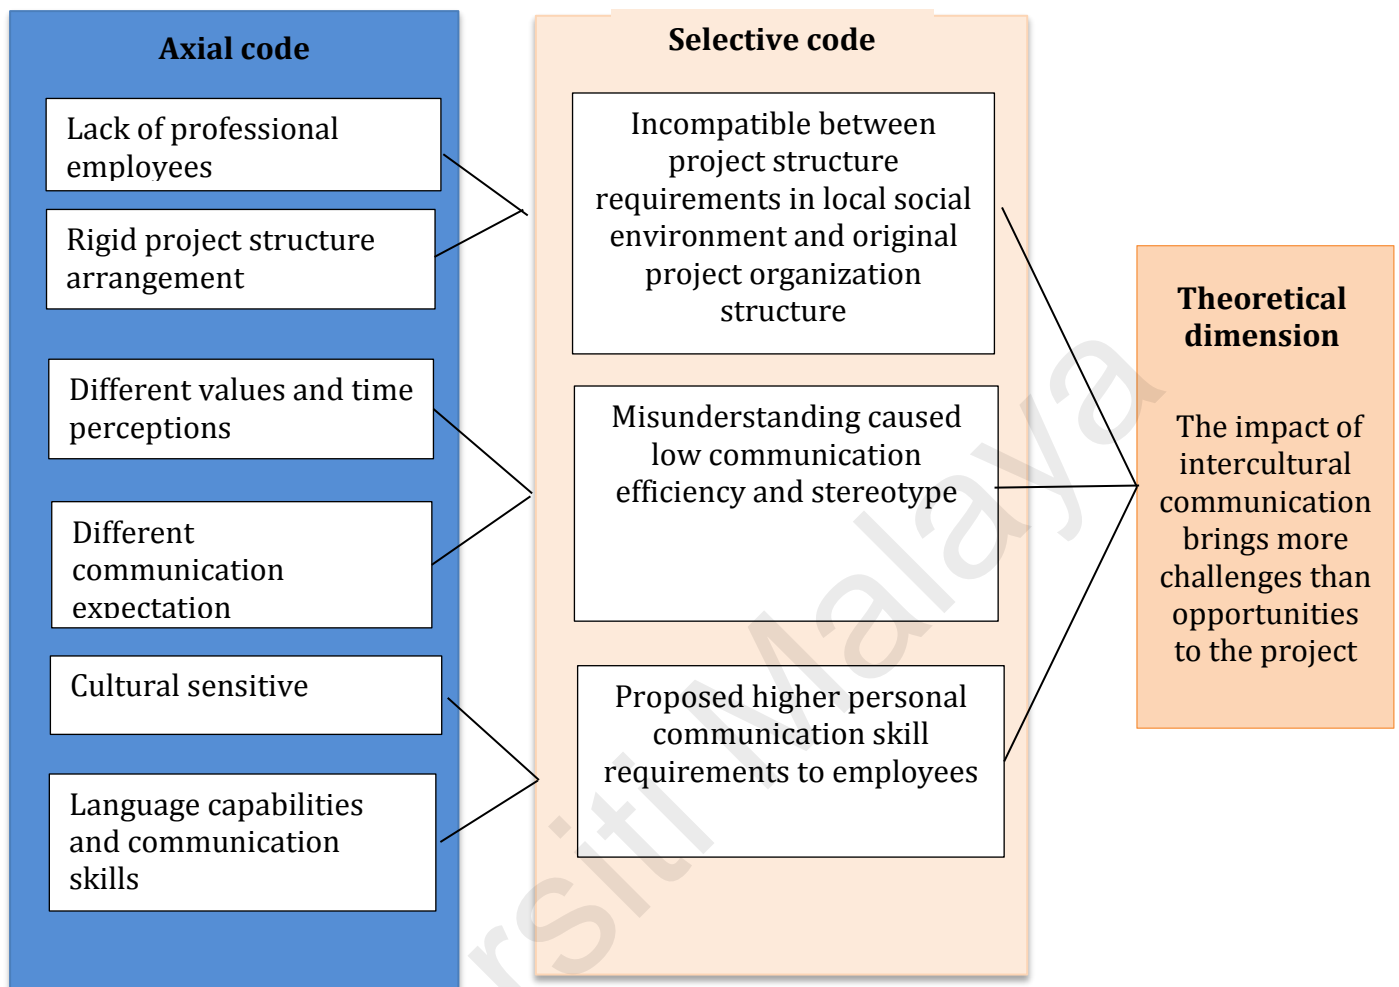 Axial code
Lack of professional
employees
Rigid project structure
arrangement
Different values and time
perceptions
Different
communication
expectation
Cultural sensitive
Language capabilities
and communication
skills
Selective code
Incompatible between
project structure
requirements in local social
environment and original
project organization
structure
Misunderstanding caused
low communication
efficiency and stereotype
Proposed higher personal
communication skill
requirements to employees
Theoretical
dimension
The impact of
intercultural
communication
brings more
challenges than
opportunities
to the project
rsiti Malaya